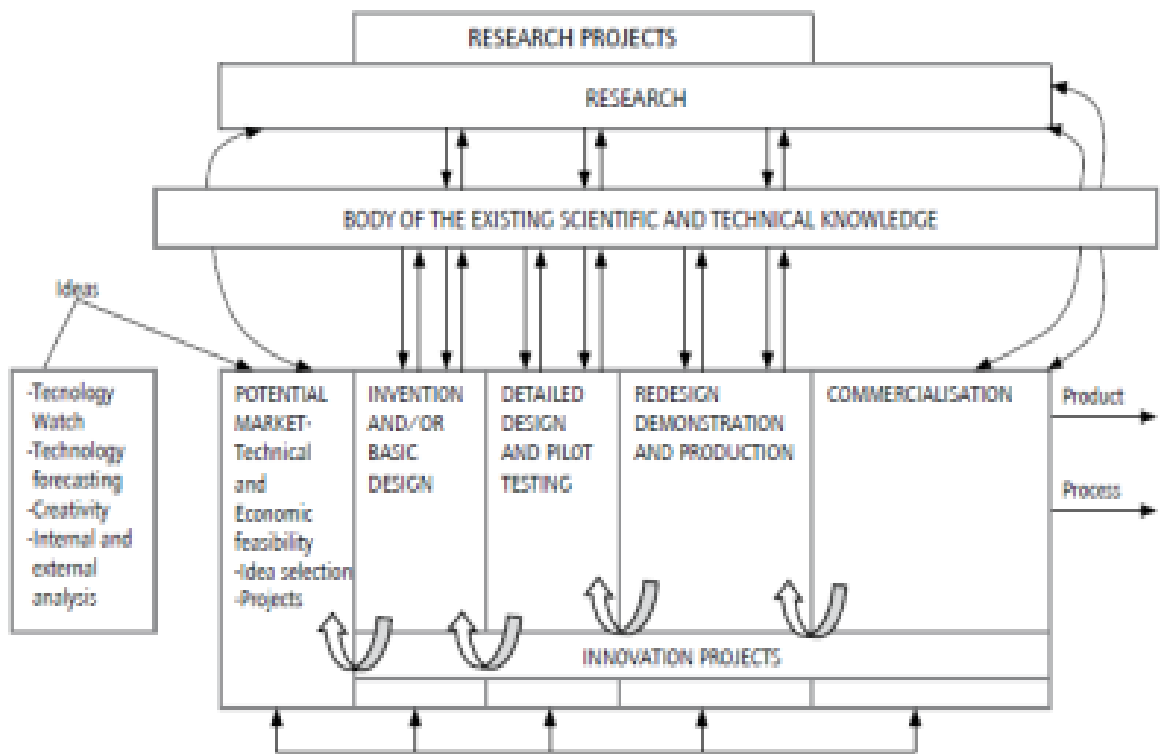 RESEARCH PROJECTS
RESEARCH
BODY OF THE EXISTING SCIENTIFIC AND TECHNICAL KNOWLEDGE
Ideas
-Tecnology
Watch
-Technology
forecasting
-Creativity
-Internal and
external
analysis
POTENTIAL
MARKET-
Technical
and
Economic
feasibility
-Idea selection
-Projects
INVENTION
AND/OR
BASIC
DESIGN
DETAILED
DESIGN
AND PILOT
TESTING
REDESIGN
DEMONSTRATION
AND PRODUCTION
COMMERCIALISATION
Product
Process
INNOVATION PROJECTS